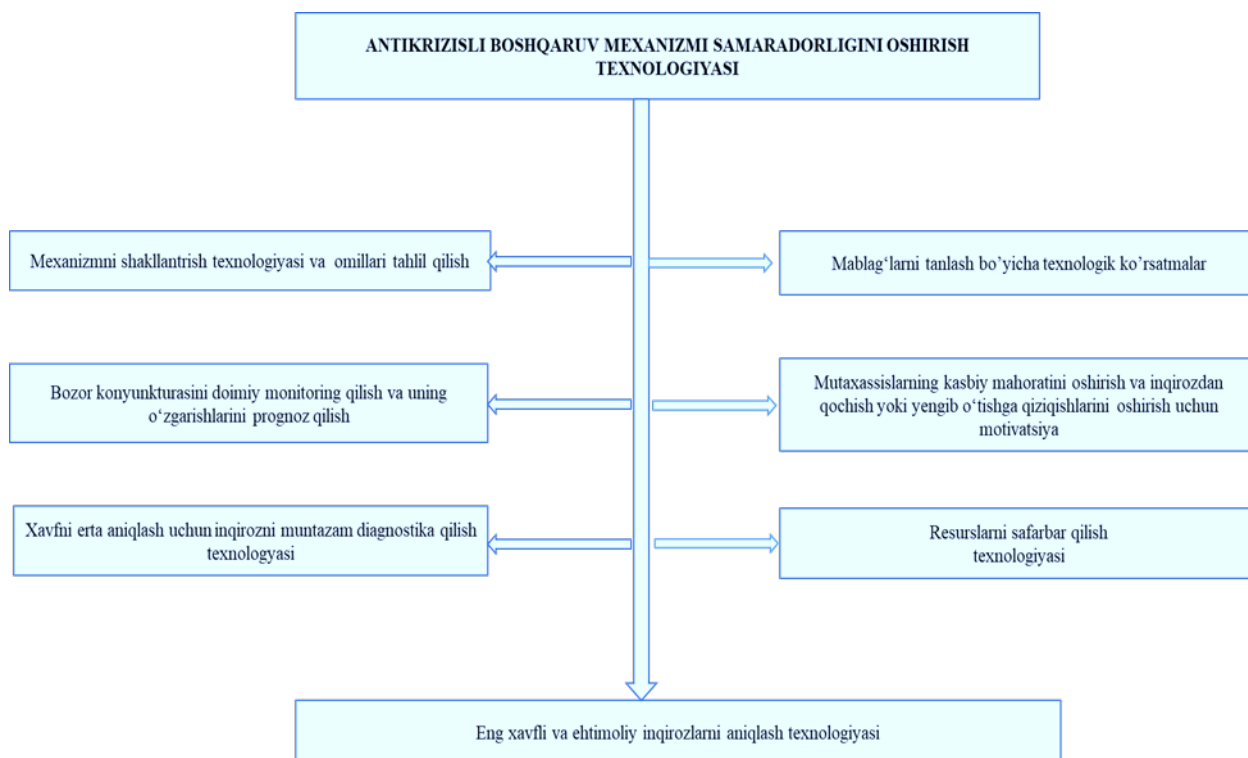 ANTIKRIZISLI BOSHQARUV MEXANIZMI SAMARADORLIGINI OSHIRISH
TEXNOLOGIYASI
Mexanizmni shakllantrish texnologiyasi va omillari tahlil qilish
Mablag‘larni tanlash bo’yicha texnologik ko’rsatmalar
Bozor konyunkturasini doimiy monitoring qilish va uning
o‘zgarishlarini prognoz qilish
Mutaxassislarning kasbiy mahoratini oshirish va inqirozdan
qochish yoki yengib o‘tishga qiziqishlarini oshirish uchun
motivatsiya
Xavfni erta aniqlash uchun inqirozni muntazam diagnostika qilish
texnologyasi
Resurslarni safarbar qilish
texnologiyasi
Eng xavfli va ehtimoliy inqirozlarni aniqlash texnologiyasi